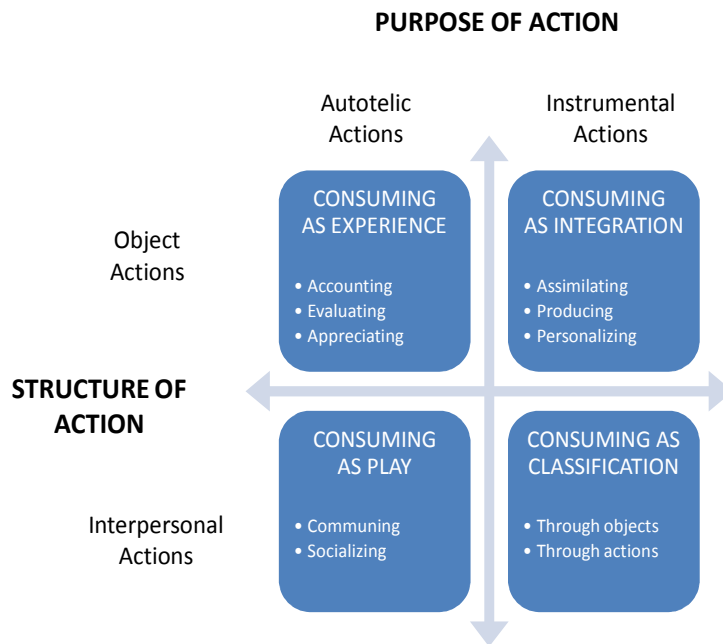 PURPOSE OF ACTION
Autotelic
Actions
Instrumental
Actions
Object
Actions
CONSUMING
AS EXPERIENCE
• Accounting
• Evaluating
• Appreciating
CONSUMING
AS INTEGRATION
• Assimilating
• Producing
• Personalizing
STRUCTURE OF
ACTION
Interpersonal
Actions
CONSUMING
AS PLAY
• Communing
• Socializing
CONSUMING AS
CLASSIFICATION
• Through objects
• Through actions